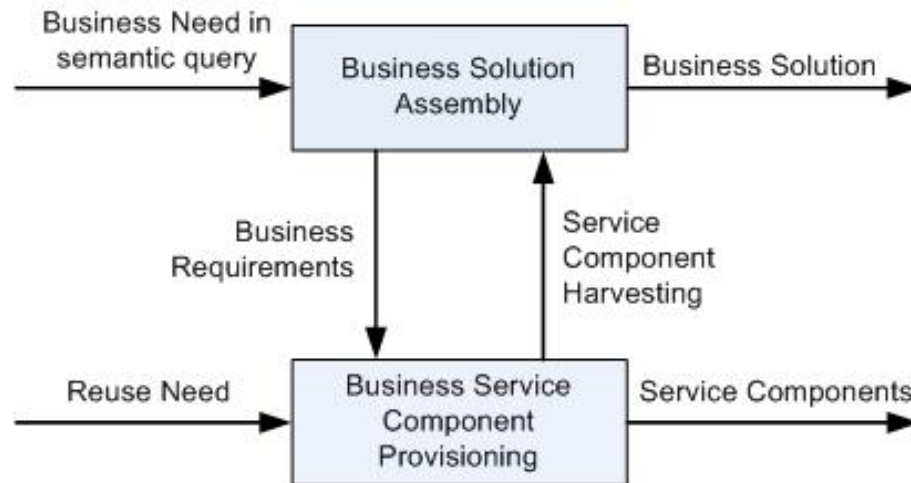 Business Need in
semantic query
Business Solution
Assembly
Business Solution
Business
Requirements
Service
Component
Harvesting
Reuse Need
Business Service
Component
Provisioning
Service Components